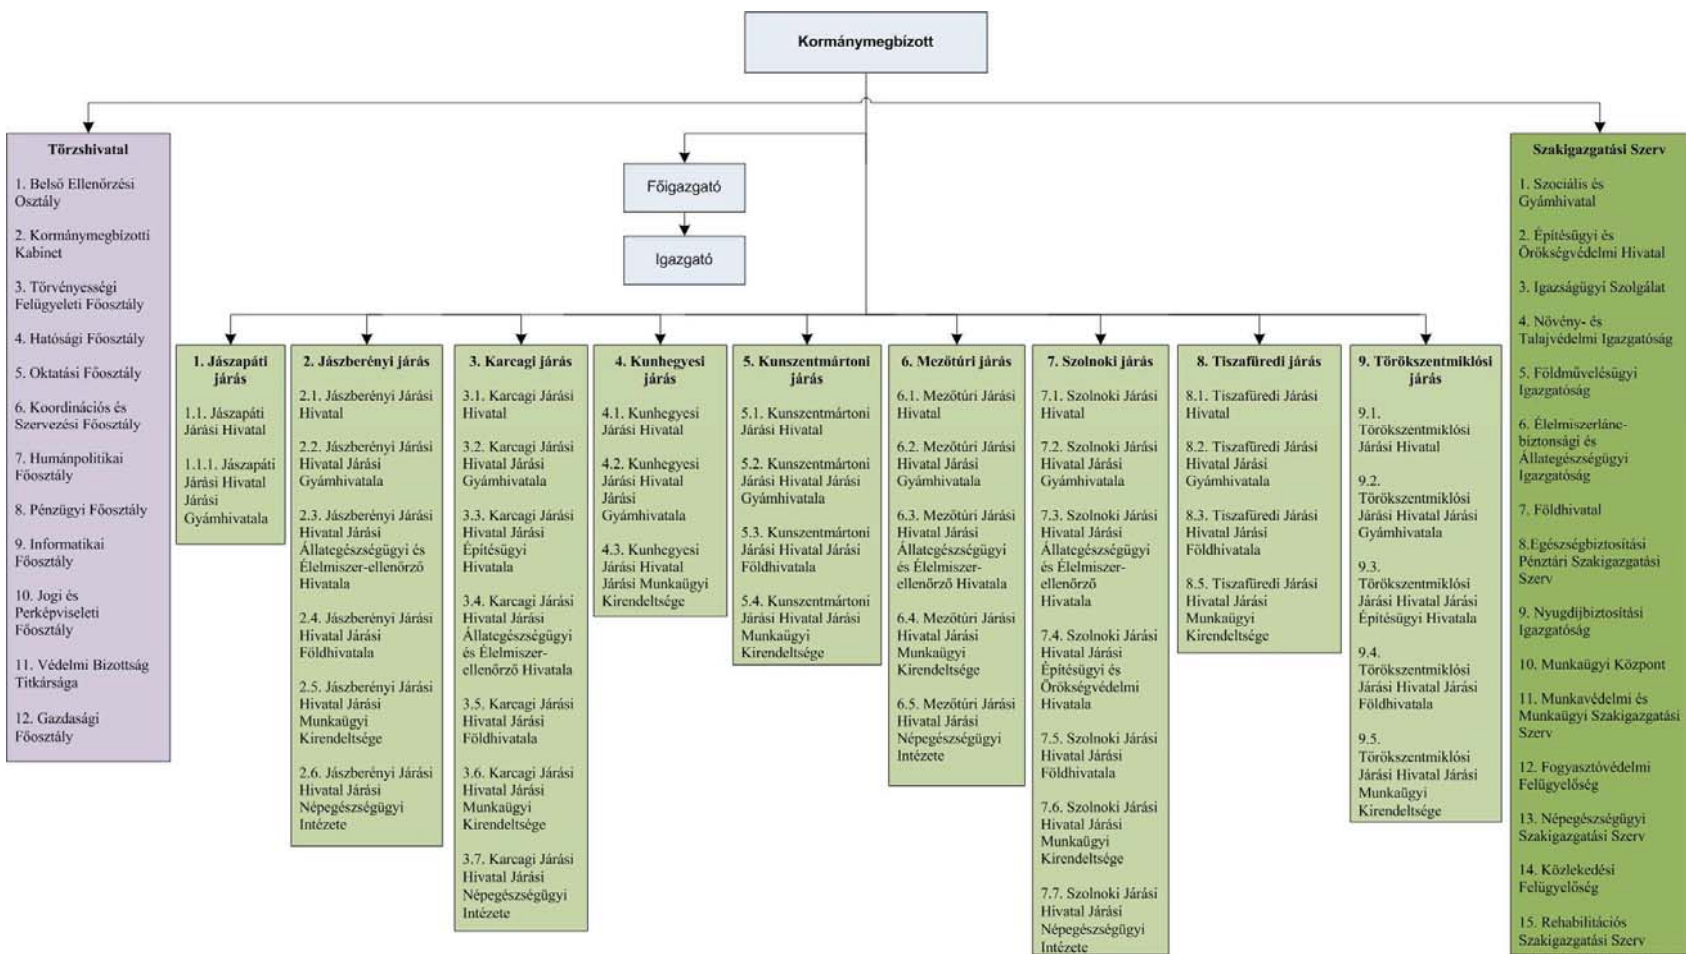 Kormánymegbízott
Főigazgató
Igazgató
Törzshivatal
1. Belső Ellenőrzési
Osztály
2. Kormánymegbízotti
Kabinet
3. Törvényességi
Felügyeleti Főosztály
4. Hatósági Főosztály
5. Oktatási Főosztály
6. Koordinációs és
Szervezési Főosztály
7. Humánpolitikai
Főosztály
8. Pénzügyi Főosztály
9. Informatikai
Főosztály
10. Jogi és
Perképviseleti
Főosztály
11. Védelmi Bizottság
Titkársága
12. Gazdasági
Főosztály
1. Jászapáti
járás
1.1. Jászapáti
Járási Hivatal
1.1.1. Jászapáti
Járási Hivatal
Járási
Gyámhivatala
2. Jászberényi járás
2.1. Jászberényi Járási
Hivatal
2.2. Jászberényi Járási
Hivatal Járási
Gyámhivatala
2.3. Jászberényi Járási
Hivatal Járási
Állategészségügyi és
Élelmiszer-ellenőrző
Hivatala
2.4. Jászberényi Járási
Hivatal Járási
Földhivatala
2.5. Jászberényi Járási
Hivatal Járási
Munkaügyi
Kirendeltsége
2.6. Jászberényi Járási
Hivatal Járási
Népegészségügyi
Intézete
3. Karcagi járás
3.1. Karcagi Járási
Hivatal
3.2. Karcagi Járási
Hivatal Járási
Gyámhivatala
3.3. Karcagi Járási
Hivatal Járási
Építésügyi
Hivatala
3.4. Karcagi Járási
Hivatal Járási
Állategészségügyi
és Élelmiszer-
ellenőrző Hivatala
3.5. Karcagi Járási
Hivatal Járási
Földhivatala
3.6. Karcagi Járási
Hivatal Járási
Munkaügyi
Kirendeltsége
3.7. Karcagi Járási
Hivatal Járási
Népegészségügyi
Intézete
4. Kunhegyesi
járás
4.1. Kunhegyesi
Járási Hivatal
4.2. Kunhegyesi
Járási Hivatal
Járási
Gyámhivatala
4.3. Kunhegyesi
Járási Hivatal
Járási Munkaügyi
Kirendeltsége
5. Kunszentmártoni
járás
5.1. Kunszentmártoni
Járási Hivatal
5.2. Kunszentmártoni
Járási Hivatal Járási
Gyámhivatala
5.3. Kunszentmártoni
Járási Hivatal Járási
Földhivatala
5.4. Kunszentmártoni
Járási Hivatal Járási
Munkaügyi
Kirendeltsége
6. Mezőtúri járás
6.1. Mezőtúri Járási
Hivatal
6.2. Mezőtúri Járási
Hivatal Járási
Gyámhivatala
6.3. Mezőtúri Járási
Hivatal Járási
Állategészségügyi
és Élelmiszer-
ellenőrző Hivatala
6.4. Mezőtúri Járási
Hivatal Járási
Munkaügyi
Kirendeltsége
6.5. Mezőtúri Járási
Hivatal Járási
Népegészségügyi
Intézete
7. Szolnoki járás
7.1. Szolnoki Járási
Hivatal
7.2. Szolnoki Járási
Hivatal Járási
Gyámhivatala
7.3. Szolnoki Járási
Hivatal Járási
Állategészségügyi
és Élelmiszer-
ellenőrző
Hivatala
7.4. Szolnoki Járási
Hivatal Járási
Építésügyi és
Örökségvédelmi
Hivatala
7.5. Szolnoki Járási
Hivatal Járási
Földhivatala
7.6. Szolnoki Járási
Hivatal Járási
Munkaügyi
Kirendeltsége
7.7. Szolnoki Járási
Hivatal Járási
Népegészségügyi
Intézete
8. Tiszafüredi járás
8.1. Tiszafüredi Járási
Hivatal
8.2. Tiszafüredi Járási
Hivatal Járási
Gyámhivatala
8.3. Tiszafüredi Járási
Hivatal Járási
Földhivatala
8.5. Tiszafüredi Járási
Hivatal Járási
Munkaügyi
Kirendeltsége
9. Törökszentmiklósi
járás
9.1.
Törökszentmiklósi
Járási Hivatal
9.2.
Törökszentmiklósi
Járási Hivatal Járási
Gyámhivatala
9.3.
Törökszentmiklósi
Járási Hivatal Járási
Építésügyi Hivatala
9.4.
Törökszentmiklósi
Járási Hivatal Járási
Földhivatala
9.5.
Törökszentmiklósi
Járási Hivatal Járási
Munkaügyi
Kirendeltsége
Szakigazgatási Szerv
1. Szociális és
Gyámhivatal
2. Építésügyi és
Örökségvédelmi Hivatal
3. Igazságügyi Szolgálat
4. Növény- és
Talajvédelmi Igazgatóság
5. Földművelésügyi
Igazgatóság
6. Élelmiszerlánc-
biztonsági és
Állategészségügyi
Igazgatóság
7. Földhivatal
8.Egészségbiztosítási
Pénztári Szakigazgatási
Szerv
9. Nyugdíjbiztosítási
Igazgatóság
10. Munkaügyi Központ
11. Munkavédelmi és
Munkaügyi Szakigazgatási
Szerv
12. Fogyasztóvédelmi
Felügyelőség
13. Népegészségügyi
Szakigazgatási Szerv
14. Közlekedési
Felügyelőség
15. Rehabilitációs
Szakigazgatási Szerv